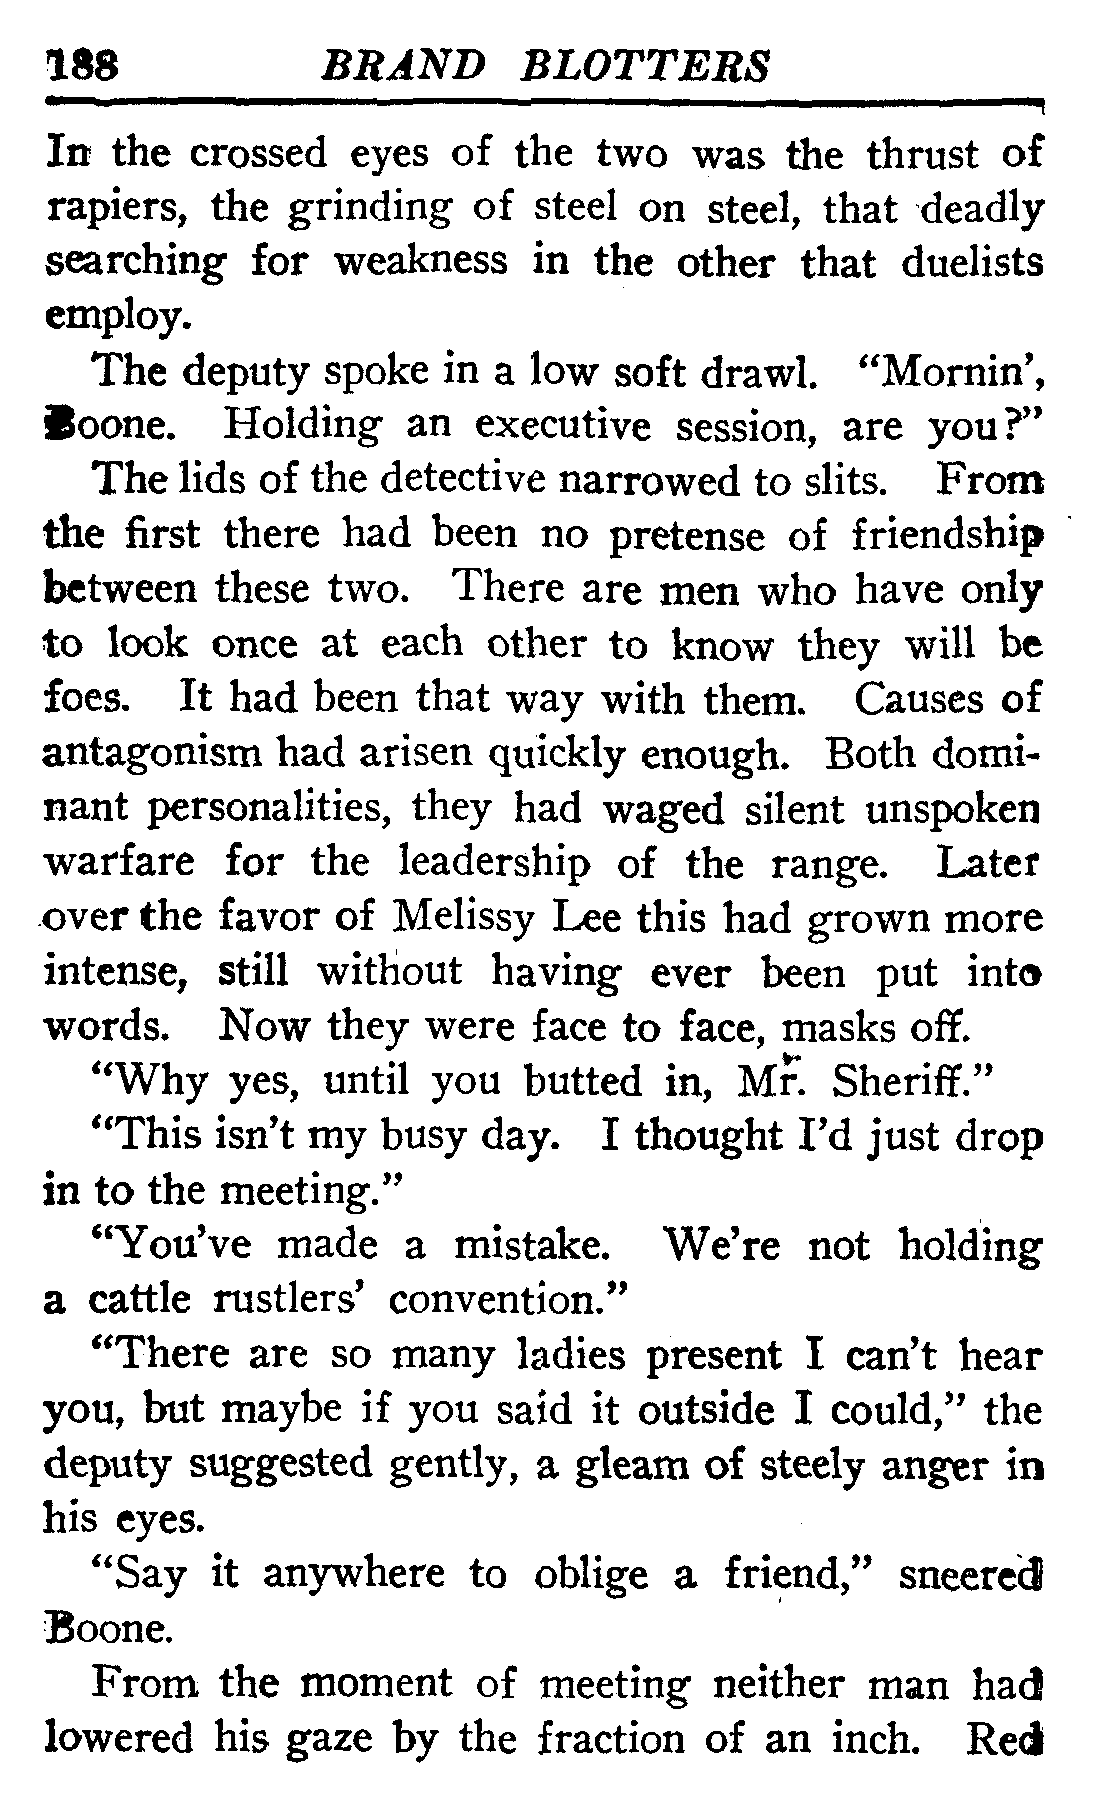 188 BRAND BLOTTERS
In the crossed eyes of the two was the thrust of
rapiers, the grinding of steel on steel, that deadly
searching for weakness in the other that duelists
employ.
The deputy spoke in a low soft drawl. “Mornin’,
Boone. Holding an executive session, are you?”
The lids of the detective narrowed to slits. From
the first there had been no pretense of friendship
between these two. There are men who have only
to look once at each other to know they will be
foes. It had been that way with them. Causes of
antagonism had arisen quickly enough. Both domi-
nant personalities, they had waged silent unspoken
warfare for the leadership of the range. Later
over the favor of Melissy Lee this had grown more
intense, still without having ever been put into
words. Now they were face to face, masks off.
“Why yes, until you butted in, Mr. Sheriff.”
“This isn’t my busy day. I thought I’d just drop
in to the meeting.”
“You’ve made a mistake. We’re not holding
a cattle rustlers’ convention.”
“There are so many ladies present I can’t hear
you, but maybe if you said it outside I could,” the
deputy suggested gently, a gleam of steely anger in
his eyes.
“Say it anywhere to oblige a friend,” sneered
Boone.
From the moment of meeting neither man had
lowered his gaze by the fraction of an inch. Red